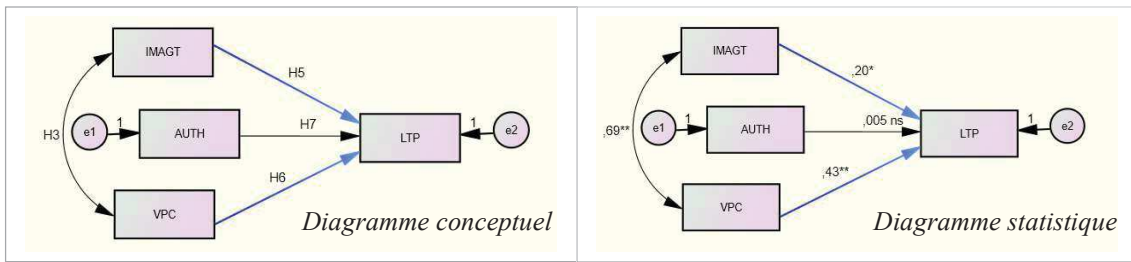 IMAGT
H5
e1
1
AUTH
H7
H3
LTP
1
e2
H6
VPC
Diagramme conceptuel
IMAGT
,20*
e1
1
AUTH
,005 ns
,69**
LTP
1
e2
,43**
VPC
Diagramme statistique